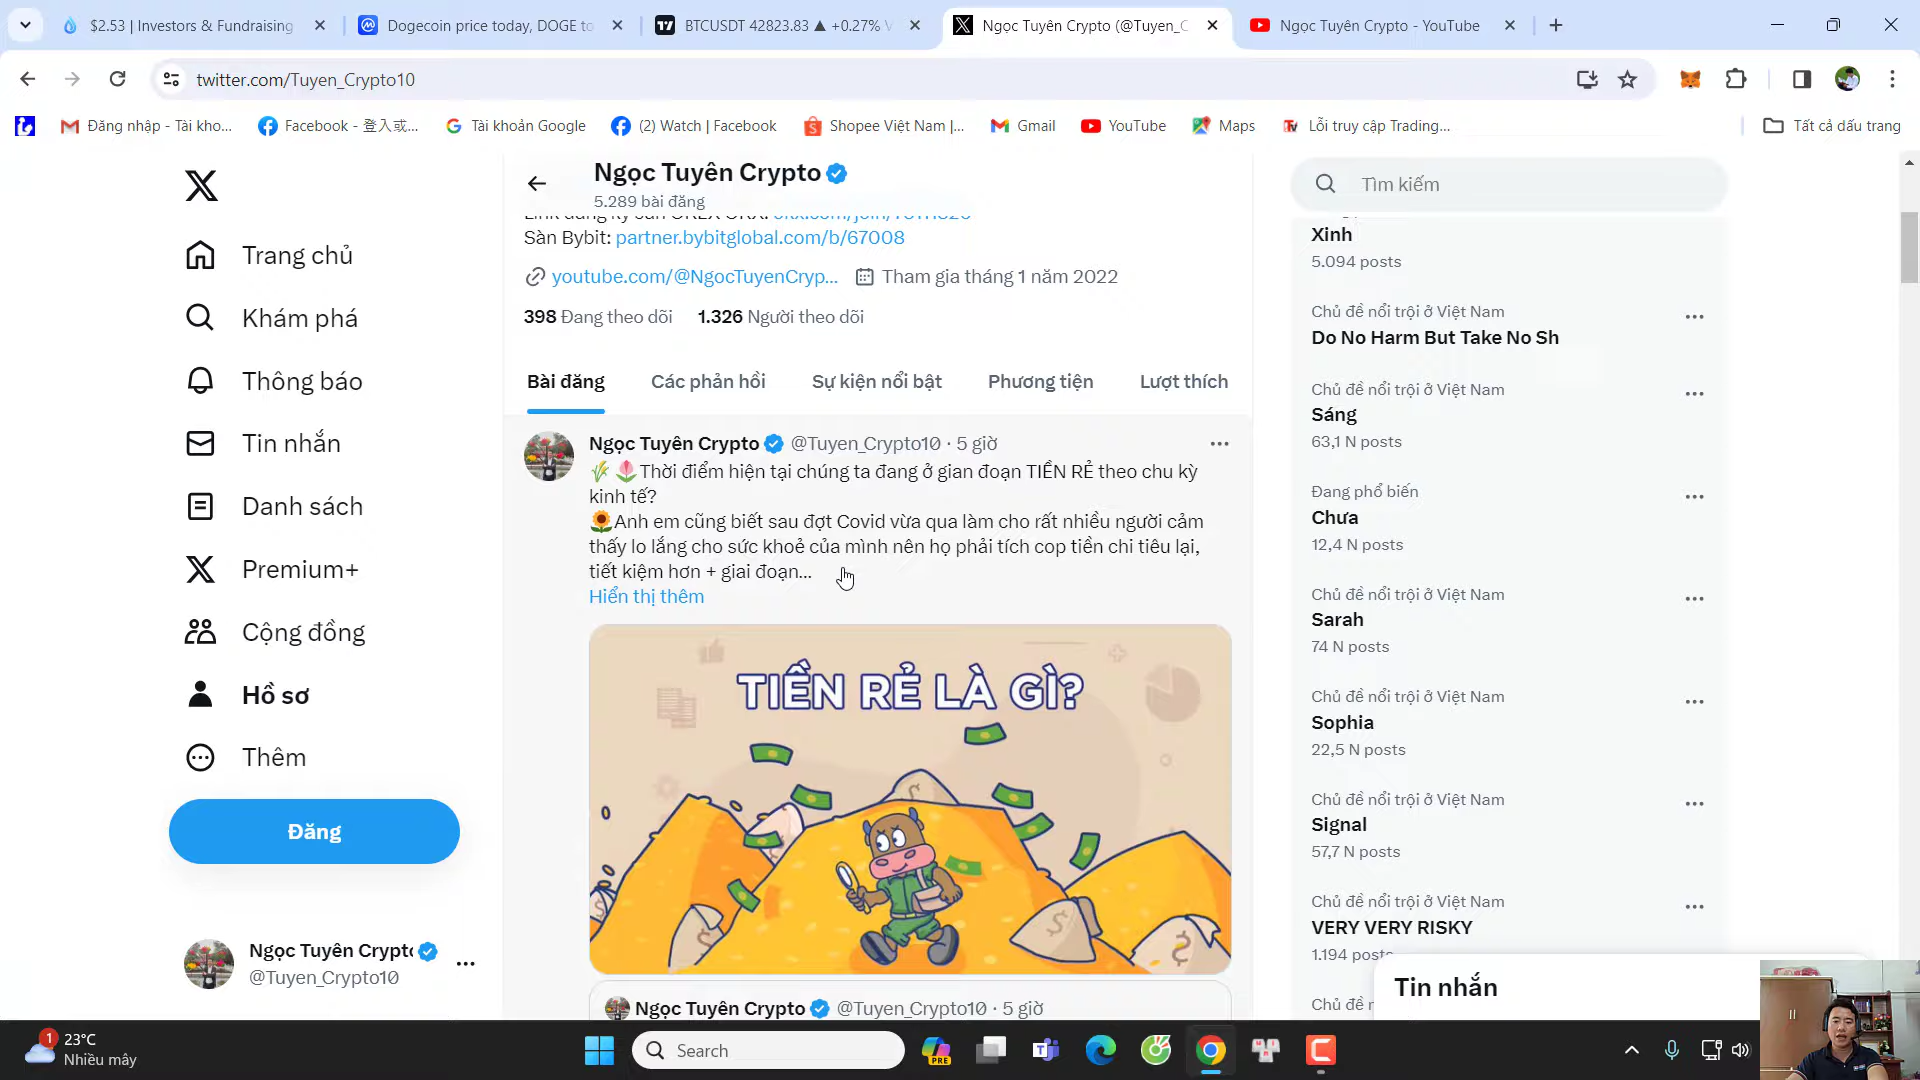 $2.53 | Investors & Fundraising
Dogecoin price today, DOGE to
BTCUSDT 42823.83 ▲ +0.27%
Ngọc Tuyên Crypto (@Tuyen_C
Ngọc Tuyên Crypto - YouTube
twitter.com/Tuyen_Crypto10
Đăng nhập - Tài kho...
Facebook - 登入或...
Tài khoản Google
(2) Watch | Facebook
Shopee Việt Nam |...
Gmail
YouTube
Maps
Lỗi truy cập Trading...
Tất cả dấu trang
Trang chủ
Khám phá
Thông báo
Tin nhắn
Danh sách
Premium+
Cộng đồng
Hồ sơ
Thêm
Đăng
Ngọc Tuyên Crypto
@Tuyen_Crypto10
Ngọc Tuyên Crypto
5.289 bài đăng
Sàn Bybit: partner.bybitglobal.com/b/67008
youtube.com/@NgocTuyenCryp... Tham gia tháng 1 năm 2022
398 Đang theo dõi 1.326 Người theo dõi
Bài đăng Các phản hồi Sự kiện nổi bật Phương tiện Lượt thích
Ngọc Tuyên Crypto @Tuyen_Crypto10 · 5 giờ
🌾🌷Thời điểm hiện tại chúng ta đang ở gian đoạn TIỀN RẺ theo chu kỳ
kinh tế?
🌻Anh em cũng biết sau đợt Covid vừa qua làm cho rất nhiều người cảm
thấy lo lắng cho sức khoẻ của mình nên họ phải tích cop tiền chi tiêu lại,
tiết kiệm hơn + giai đoạn...
Hiển thị thêm
TIỀN RẺ LÀ GÌ?
Ngọc Tuyên Crypto @Tuyen_Crypto10 · 5 giờ
Tìm kiếm
Xinh
5.094 posts
Chủ đề nổi trội ở Việt Nam
Do No Harm But Take No Sh
Chủ đề nổi trội ở Việt Nam
Sáng
63,1 N posts
Đang phổ biến
Chưa
12,4 N posts
Chủ đề nổi trội ở Việt Nam
Sarah
74 N posts
Chủ đề nổi trội ở Việt Nam
Sophia
22,5 N posts
Chủ đề nổi trội ở Việt Nam
Signal
57,7 N posts
Chủ đề nổi trội ở Việt Nam
VERY VERY RISKY
1.194 posts
Chủ đề
Tin nhắn
1
23°C
Nhiều mây
Search
PRE